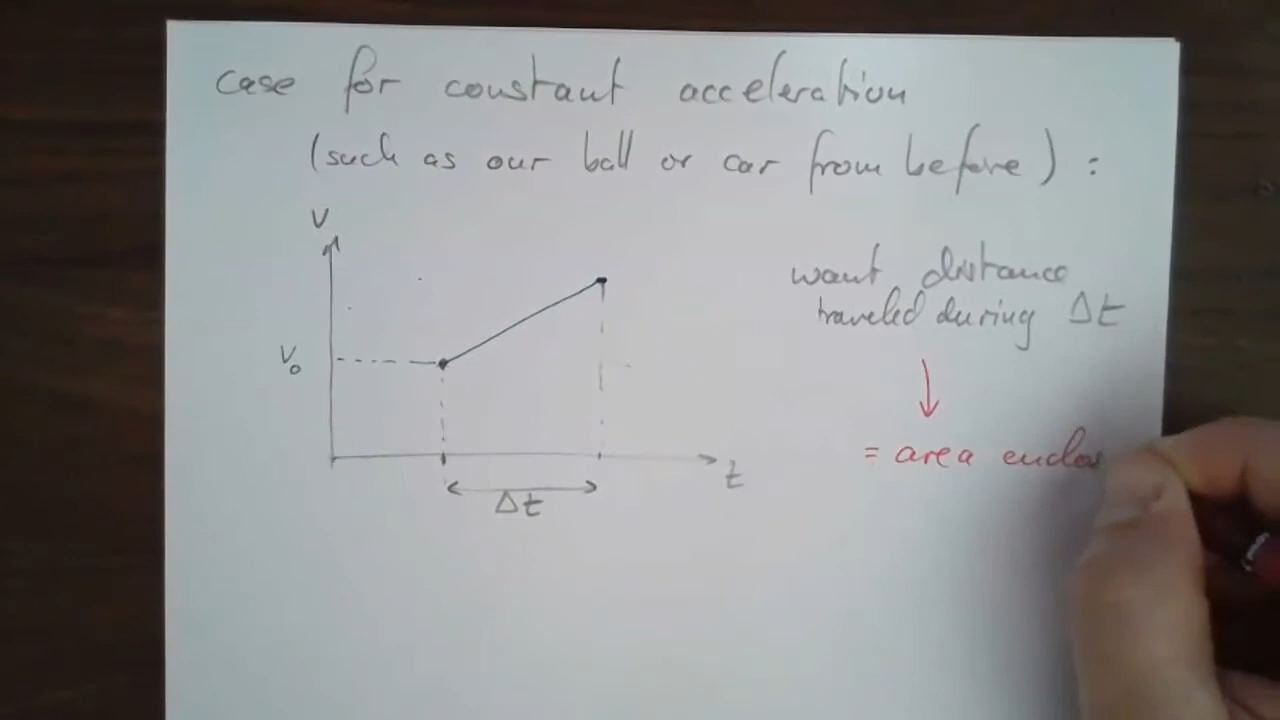 case for constant acceleration
(such as our ball or car from before) :
V
want distance
traveled during Δt
V₀
= area enclos
t
Δt